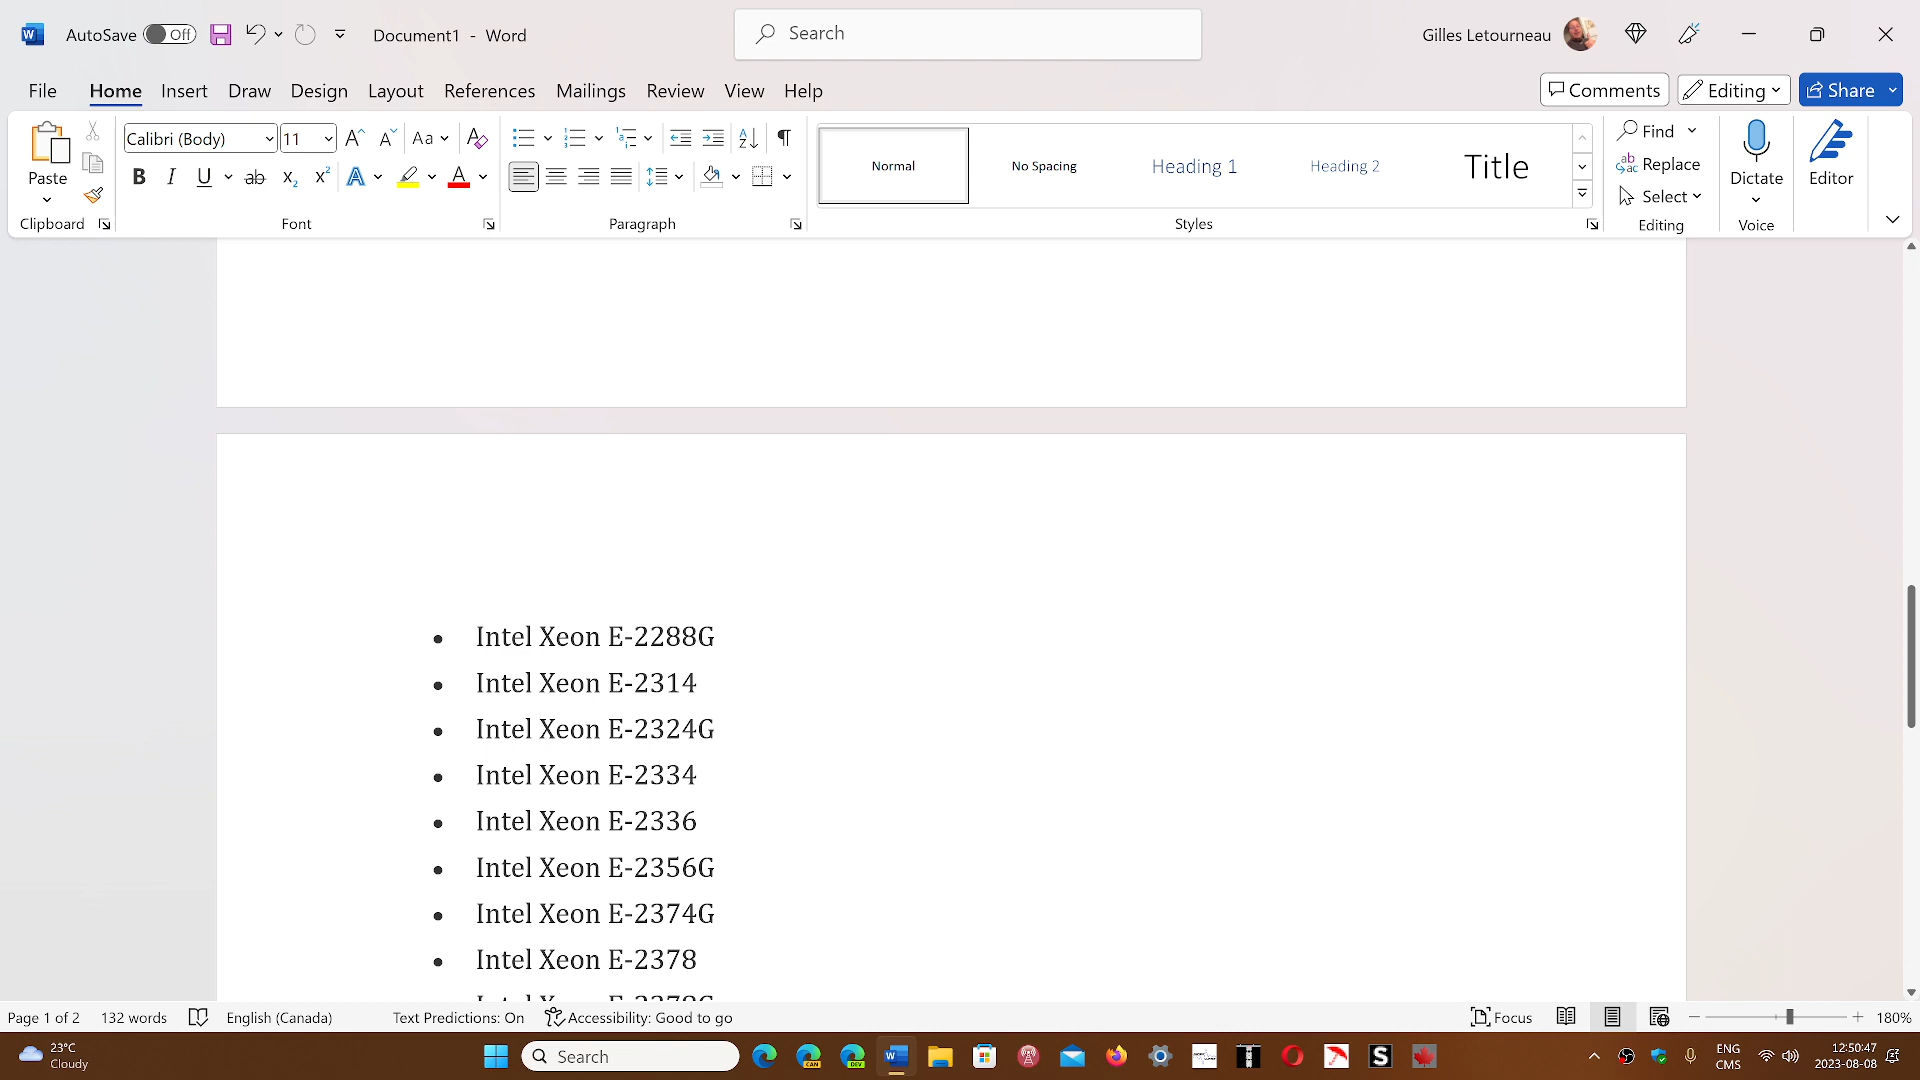 AutoSave Off Document1 - Word Search Gilles Letourneau
File Home Insert Draw Design Layout References Mailings Review View Help Comments Editing Share
Paste Calibri (Body) 11 Aa Normal No Spacing Heading 1 Heading 2 Title Find Replace Select Dictate Editor
Clipboard Font Paragraph Styles Editing Voice
Intel Xeon E-2288G
Intel Xeon E-2314
Intel Xeon E-2324G
Intel Xeon E-2334
Intel Xeon E-2336
Intel Xeon E-2356G
Intel Xeon E-2374G
Intel Xeon E-2378
Page 1 of 2 132 words English (Canada) Text Predictions: On Accessibility: Good to go Focus 180%
23°C
Cloudy
Search
ENG
CMS
12:50:47
2023-08-08